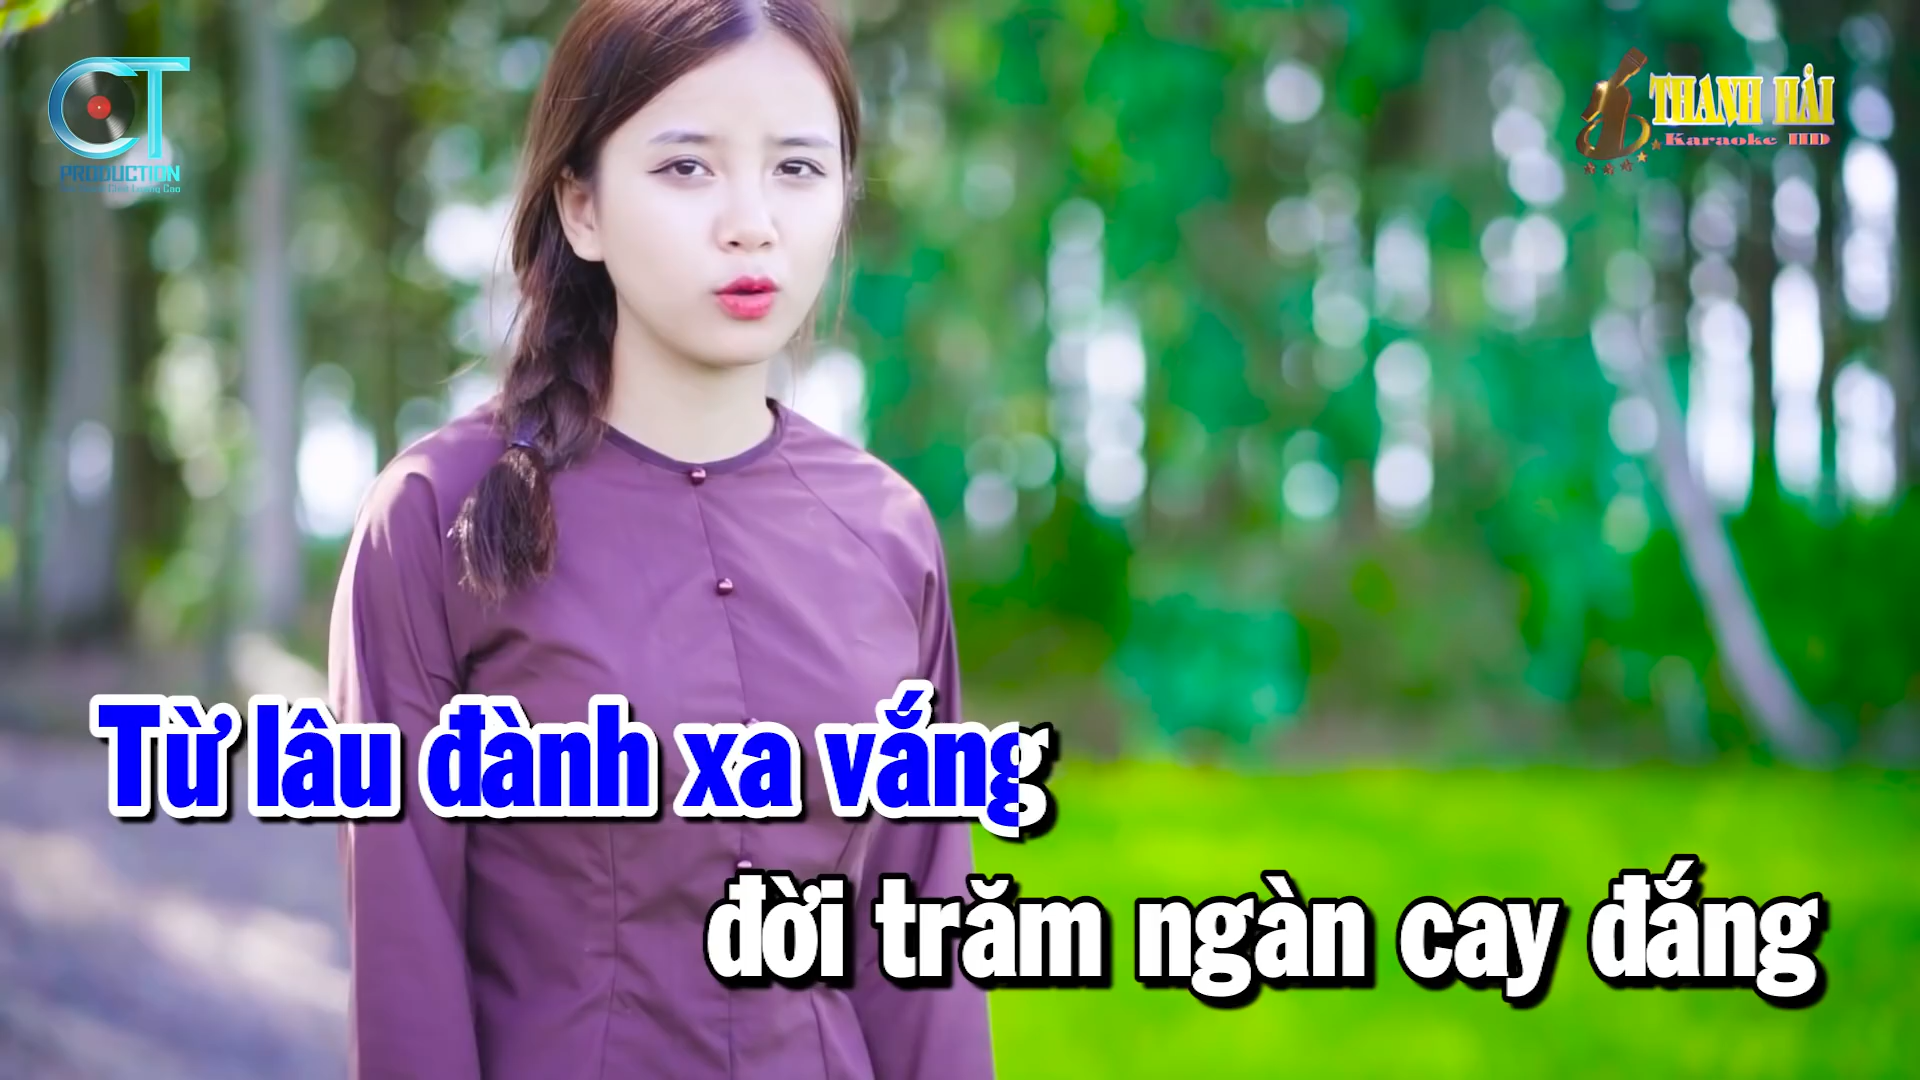 CT
PRODUCTION
THANH HẢI
Karaoke HD
Từ lâu đành xa vắng
đời trăm ngàn cay đắng